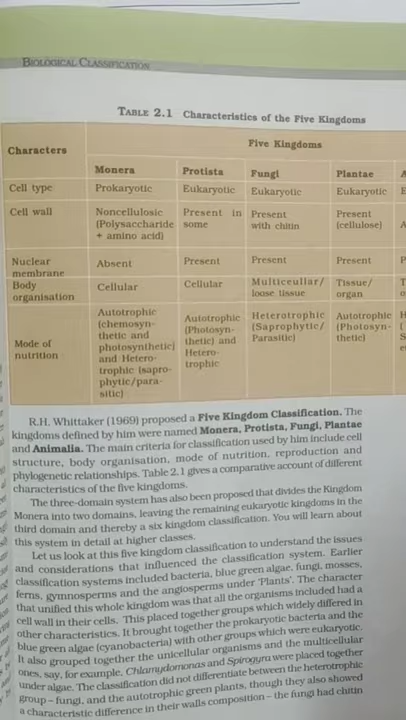 BIOLOGICAL CLASSIFICATION
TABLE 2.1 Characteristics of the Five Kingdoms
Characters
Five Kingdoms
Monera Protista Fungi Plantae
Cell type Prokaryotic Eukaryotic Eukaryotic Eukaryotic
Cell wall Noncellulosic Present in Present Present
(Polysaccharide some with chitin (cellulose)
+ amino acid)
Nuclear Absent Present Present Present
membrane
Body Cellular Cellular Multiceullar/ Tissue/
organisation loose tissue organ
Mode of nutrition
Autotrophic
(chemosyn-
thetic and
photosynthetic)
and Hetero-
trophic (sapro-
phytic/para-
sitic)
Autotrophic
(Photosyn-
thetic) and
Hetero-
trophic
Heterotrophic
(Saprophytic/
Parasitic)
Autotrophic
(Photosyn-
thetic)
R.H. Whittaker (1969) proposed a Five Kingdom Classification. The
kingdoms defined by him were named Monera, Protista, Fungi, Plantae
and Animalia. The main criteria for classification used by him include cell
structure, body organisation, mode of nutrition, reproduction and
phylogenetic relationships. Table 2.1 gives a comparative account of different
characteristics of the five kingdoms.
The three-domain system has also been proposed that divides the Kingdom
Monera into two domains, leaving the remaining eukaryotic kingdoms in the
third domain and thereby a six kingdom classification. You will learn about
this system in detail at higher classes.
Let us look at this five kingdom classification to understand the issues
and considerations that influenced the classification system. Earlier
classification systems included bacteria, blue green algae, fungi, mosses,
ferns, gymnosperms and the angiosperms under ‘Plants’. The character
that unified this whole kingdom was that all the organisms included had a
cell wall in their cells. This placed together groups which widely differed in
other characteristics. It brought together the prokaryotic bacteria and the
blue green algae (cyanobacteria) with other groups which were eukaryotic.
It also grouped together the unicellular organisms and the multicellular
ones, say, for example, Chlamydomonas and Spirogyra were placed together
under algae. The classification did not differentiate between the heterotrophic
group – fungi, and the autotrophic green plants, though they also showed
a characteristic difference in their walls composition – the fungi had chitin